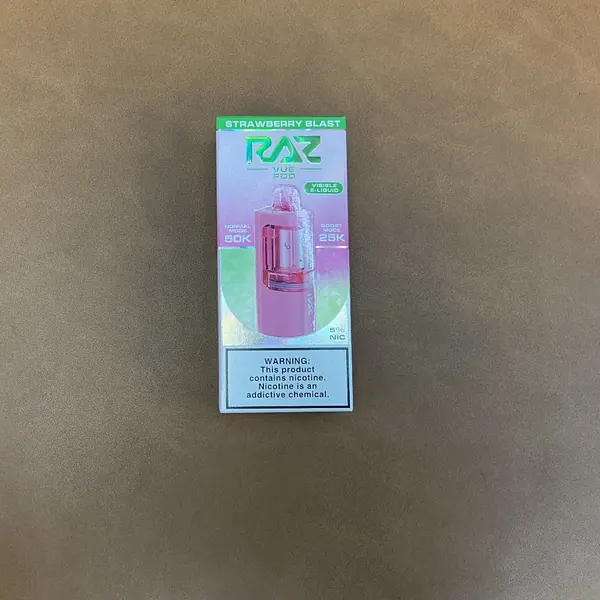 STRAWBERRY BLAST
RAZ
VUE
POD
VISIBLE
E-LIQUID
NORMAL
MODE
50K
BOOST
MODE
25K
5%
NIC
WARNING:
This product
contains nicotine.
Nicotine is an
addictive chemical.